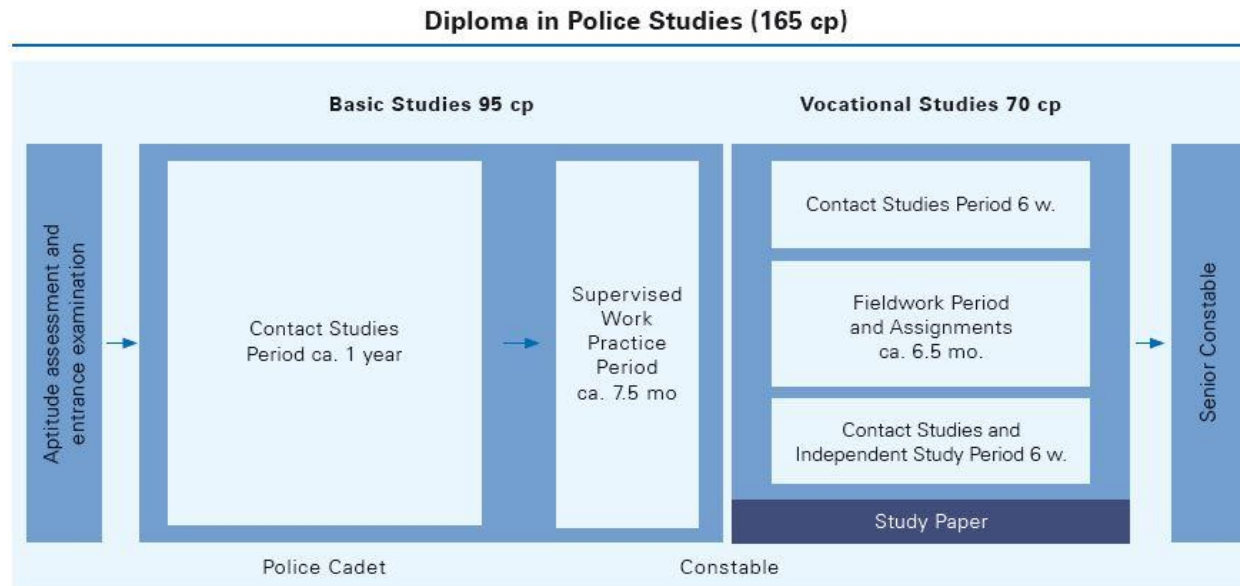 Diploma in Police Studies (165 cp)
Basic Studies 95 cp
Vocational Studies 70 cp
Aptitude assessment and
entrance examination
Contact Studies
Period ca. 1 year
Supervised
Work
Practice
Period
ca. 7.5 mo
Contact Studies Period 6 w.
Fieldwork Period
and Assignments
ca. 6.5 mo.
Contact Studies and
Independent Study Period 6 w.
Study Paper
Senior Constable
Police Cadet
Constable